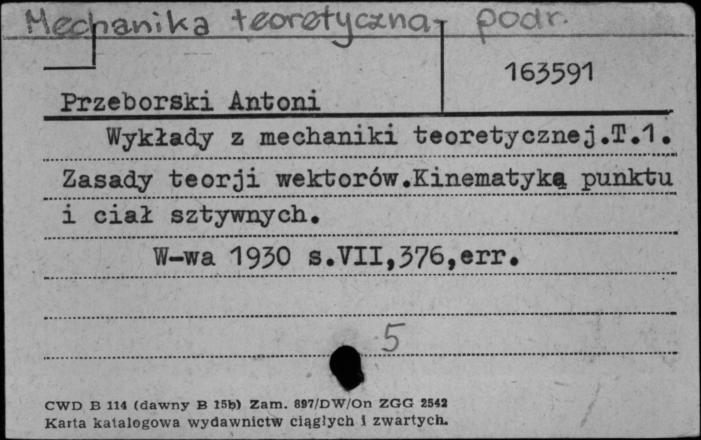 Mechanika teoretyczna, podr.
163591
Przeborski Antoni
Wykłady z mechaniki teoretycznej.T.1.
Zasady teorji wektorów.Kinematyką punktu
i ciał sztywnych.
W-wa 1930 s.VII,376,err.
5
CWD B 114 (dawny B 15b) Zam. 897/DW/On ZGG 2542
Karta katalogowa wydawnictw ciągłych i zwartych.